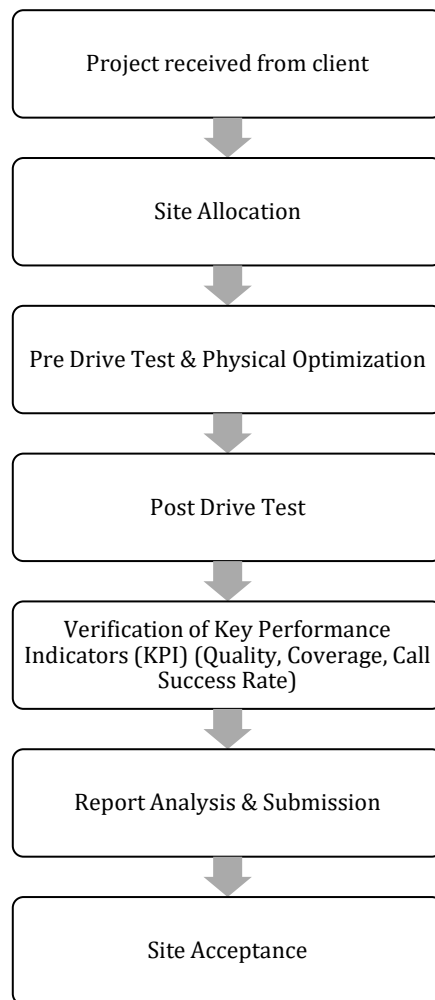 Project received from client
Site Allocation
Pre Drive Test & Physical Optimization
Post Drive Test
Verification of Key Performance
Indicators (KPI) (Quality, Coverage, Call
Success Rate)
Report Analysis & Submission
Site Acceptance